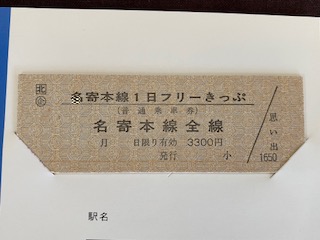 名寄本線1日フリーきっぷ
(普通乗車券)
名寄本線全線
月 日限り有効 3300円
発行 小
思い出
1650
駅名